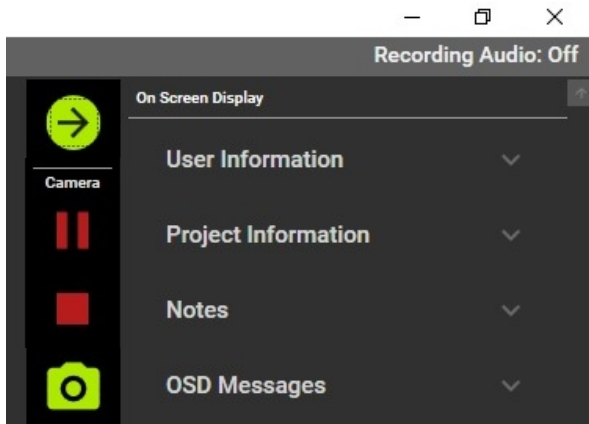 Recording Audio: Off
On Screen Display
User Information
Camera
Project Information
Notes
OSD Messages